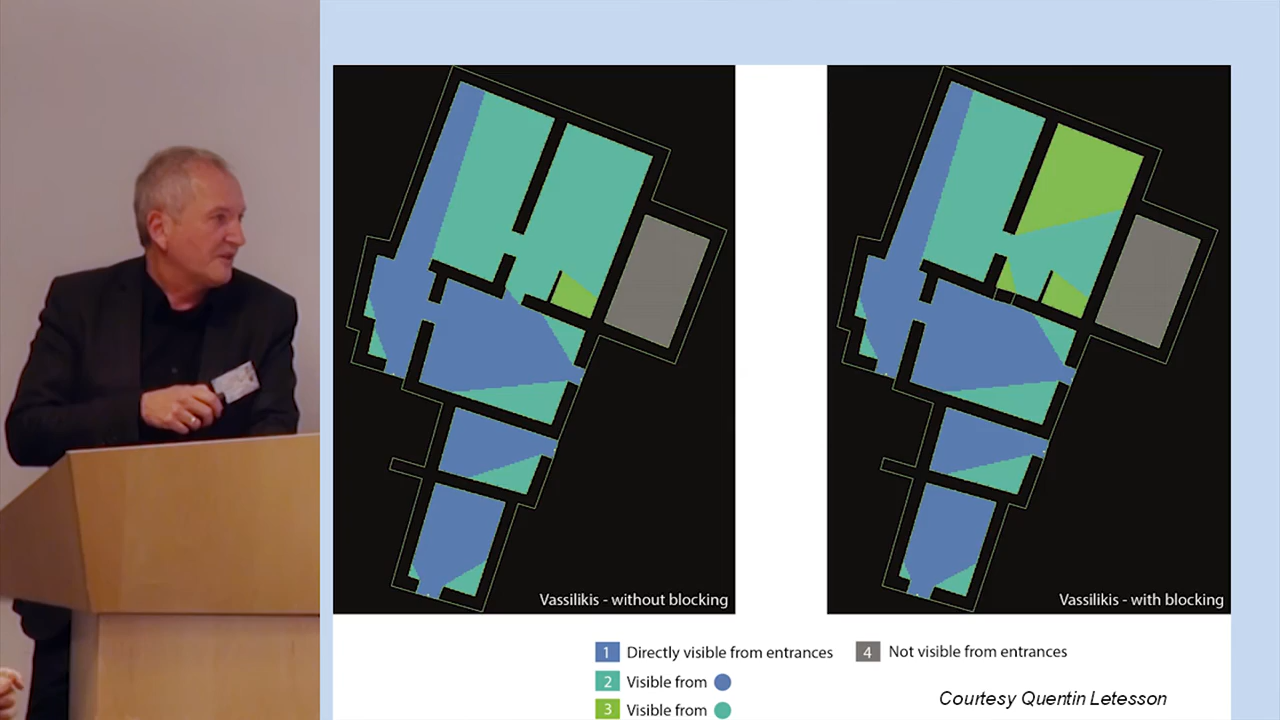 Vassilikis - without blocking
Vassilikis - with blocking
1 Directly visible from entrances
2 Visible from
3 Visible from
4 Not visible from entrances
Courtesy Quentin Letesson